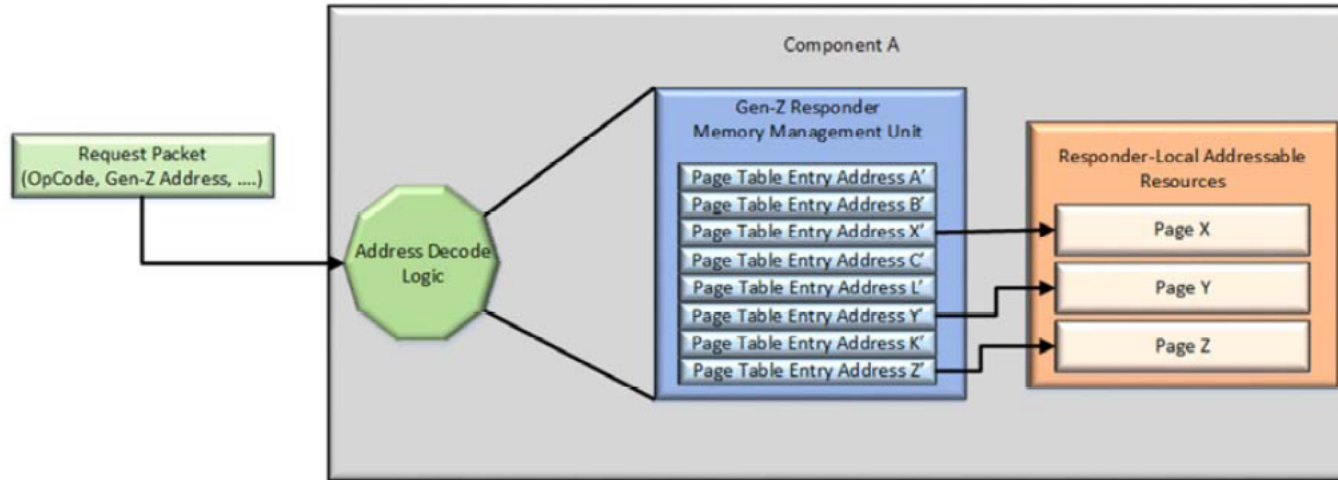 Component A
Request Packet
(OpCode, Gen-Z Address, ....)
Address Decode
Logic
Gen-Z Responder
Memory Management Unit
Page Table Entry Address A’
Page Table Entry Address B’
Page Table Entry Address X’
Page Table Entry Address C’
Page Table Entry Address L’
Page Table Entry Address Y’
Page Table Entry Address K’
Page Table Entry Address Z’
Responder-Local Addressable
Resources
Page X
Page Y
Page Z